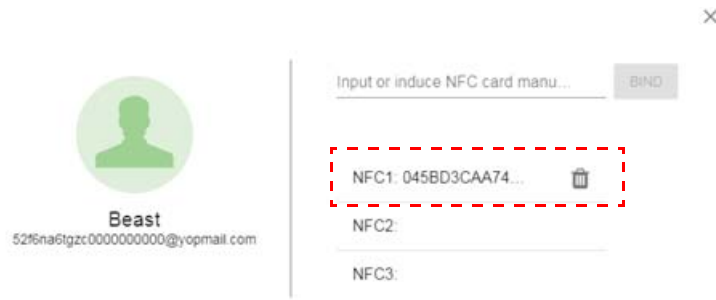 Input or induce NFC card manu...
BIND
NFC1: 045BD3CAA74...
Beast
52f6na6tgzc0000000000@yopmail.com
NFC2:
NFC3: